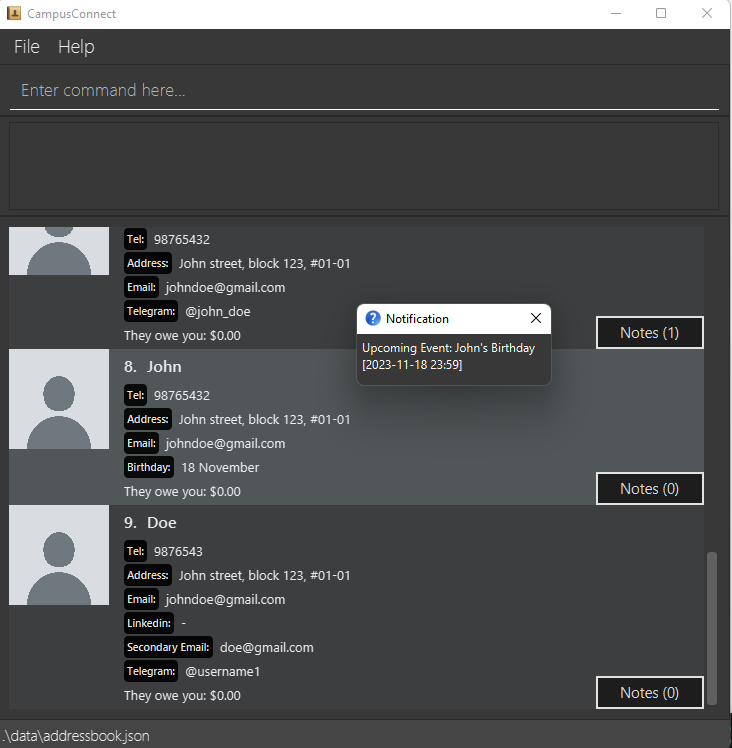 CampusConnect
File Help
Enter command here...
Tel: 98765432
Address: John street, block 123, #01-01
Email: johndoe@gmail.com
Telegram: @john_doe
They owe you: $0.00
Notes (1)
Notification
Upcoming Event: John's Birthday
[2023-11-18 23:59]
8. John
Tel: 98765432
Address: John street, block 123, #01-01
Email: johndoe@gmail.com
Birthday: 18 November
They owe you: $0.00
Notes (0)
9. Doe
Tel: 9876543
Address: John street, block 123, #01-01
Email: johndoe@gmail.com
Linkedin: -
Secondary Email: doe@gmail.com
Telegram: @username1
They owe you: $0.00
Notes (0)
.\data\addressbook.json